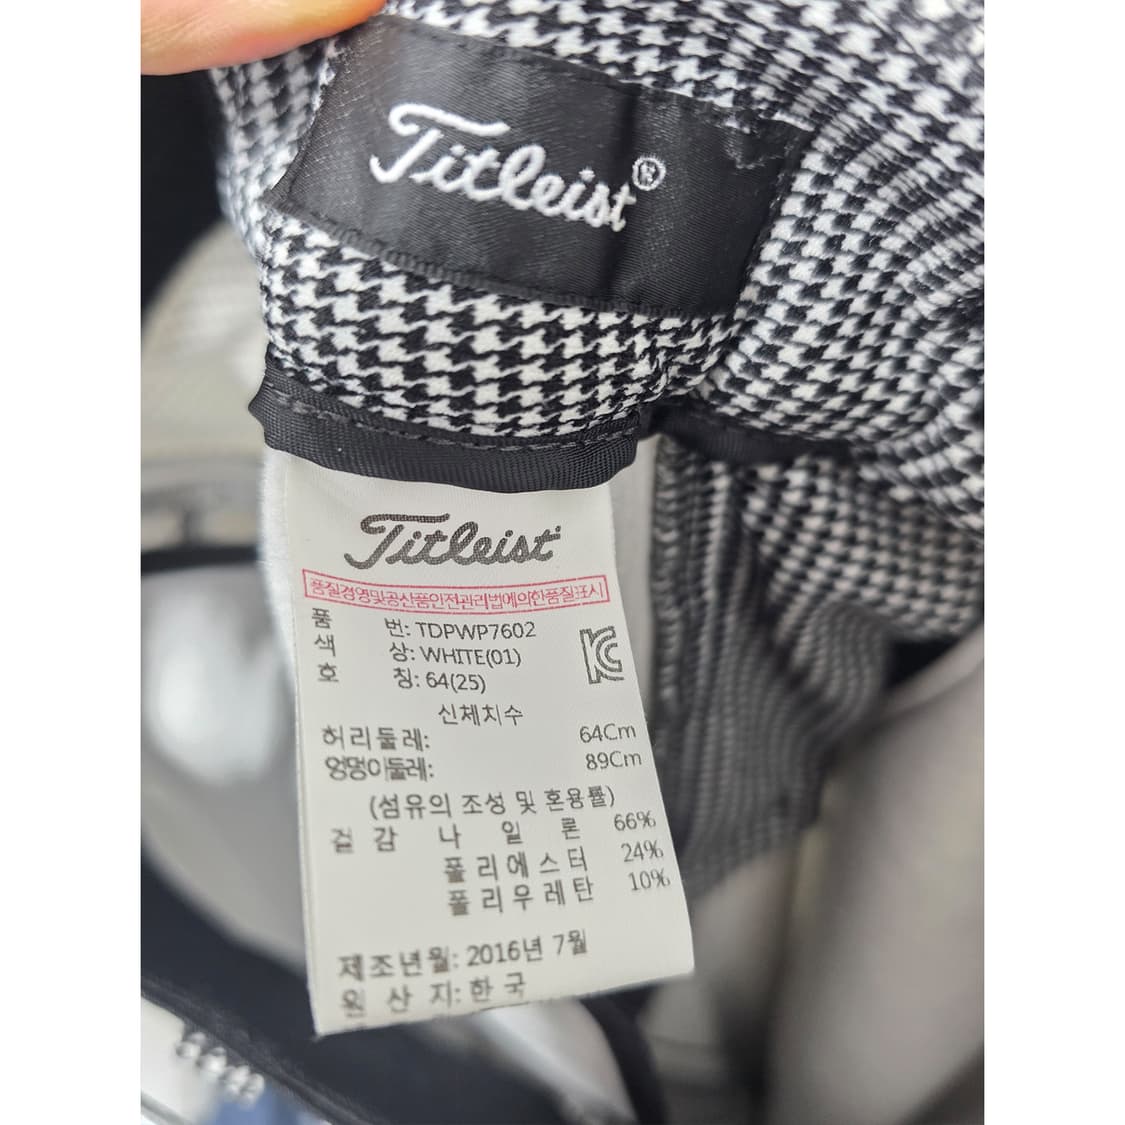 Titleist®
Titleist
품질경영및공산품안전관리법에의한품질표시
품 번: TDPWP7602
색 상: WHITE(01)
호 칭: 64(25)
신체치수
허리둘레: 64Cm
엉덩이둘레: 89Cm
(섬유의 조성 및 혼용률)
겉감 나일론 66%
폴리에스터 24%
폴리우레탄 10%
제조년월: 2016년 7월
원산지: 한국